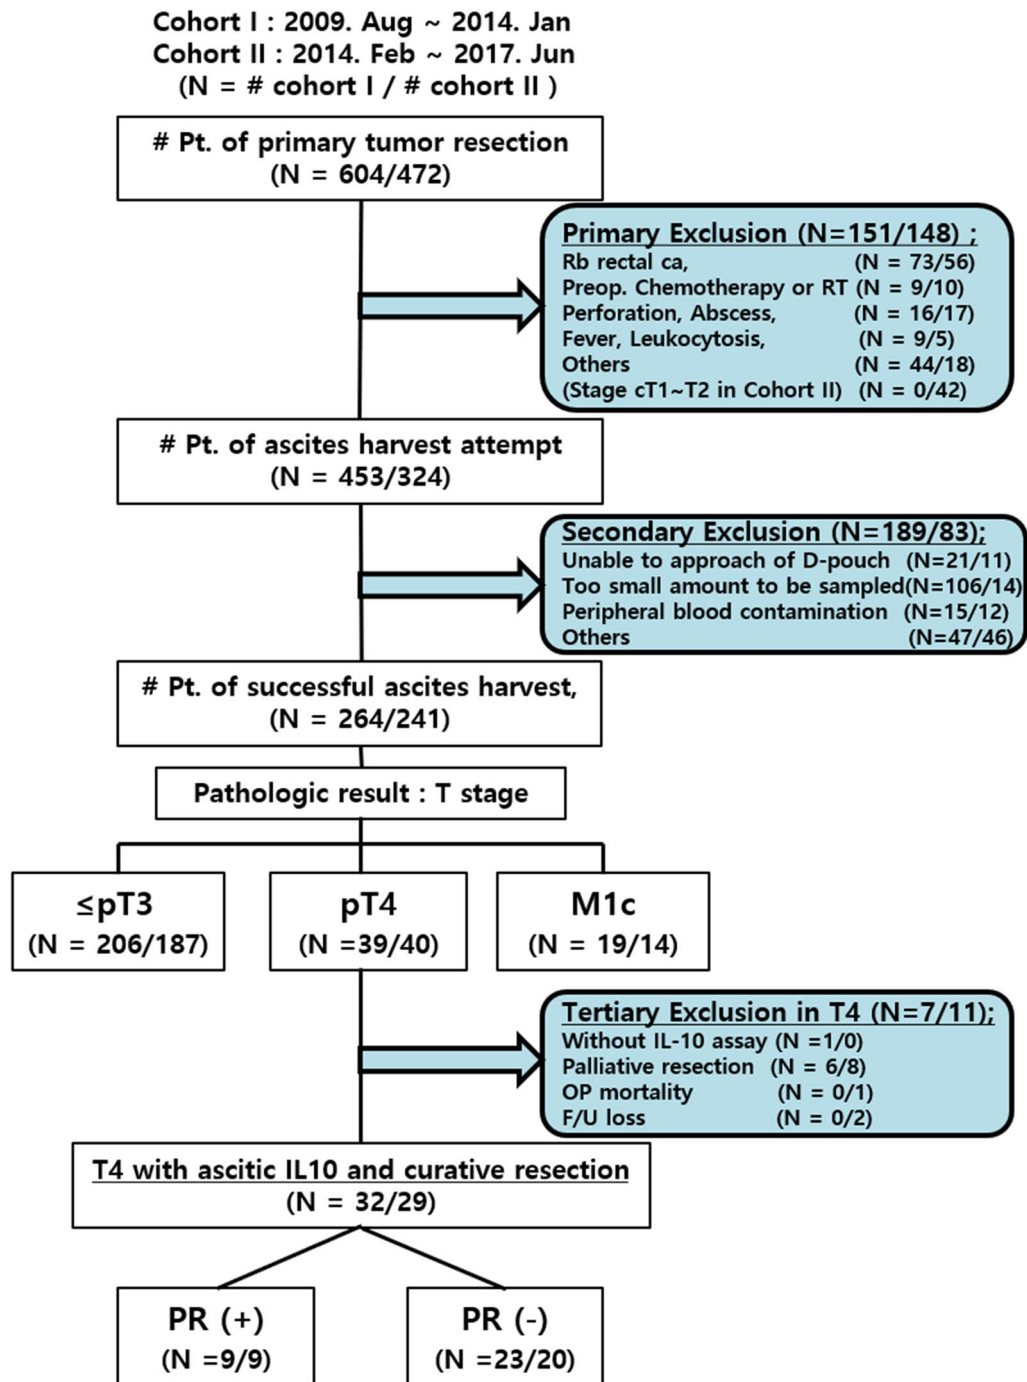 Cohort I : 2009. Aug ~ 2014. Jan
Cohort II : 2014. Feb ~ 2017. Jun
(N = # cohort I / # cohort II )
# Pt. of primary tumor resection
(N = 604/472)
Primary Exclusion (N=151/148) ;
Rb rectal ca, (N = 73/56)
Preop. Chemotherapy or RT (N = 9/10)
Perforation, Abscess, (N = 16/17)
Fever, Leukocytosis, (N = 9/5)
Others (N = 44/18)
(Stage cT1~T2 in Cohort II) (N = 0/42)
# Pt. of ascites harvest attempt
(N = 453/324)
Secondary Exclusion (N=189/83);
Unable to approach of D-pouch (N=21/11)
Too small amount to be sampled(N=106/14)
Peripheral blood contamination (N=15/12)
Others (N=47/46)
# Pt. of successful ascites harvest,
(N = 264/241)
Pathologic result : T stage
≤pT3
(N = 206/187)
pT4
(N =39/40)
M1c
(N = 19/14)
Tertiary Exclusion in T4 (N=7/11);
Without IL-10 assay (N =1/0)
Palliative resection (N = 6/8)
OP mortality (N = 0/1)
F/U loss (N = 0/2)
T4 with ascitic IL10 and curative resection
(N = 32/29)
PR (+)
(N =9/9)
PR (-)
(N =23/20)